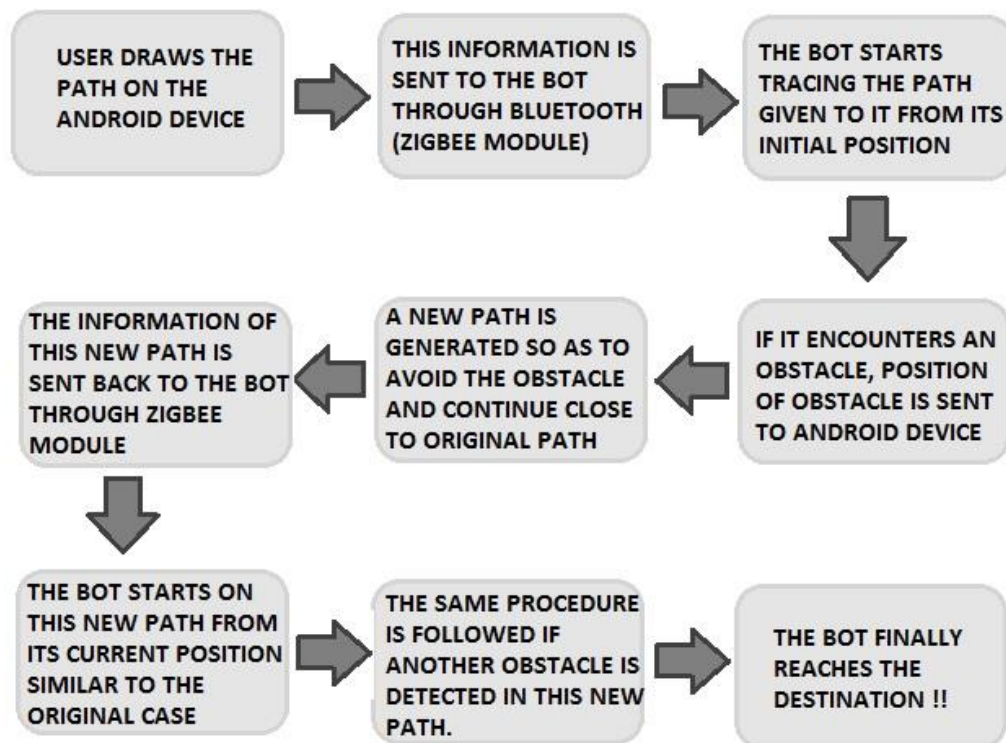 USER DRAWS THE
PATH ON THE
ANDROID DEVICE
THIS INFORMATION IS
SENT TO THE BOT
THROUGH BLUETOOTH
(ZIGBEE MODULE)
THE BOT STARTS
TRACING THE PATH
GIVEN TO IT FROM ITS
INITIAL POSITION
IF IT ENCOUNTERS AN
OBSTACLE, POSITION
OF OBSTACLE IS SENT
TO ANDROID DEVICE
A NEW PATH IS
GENERATED SO AS TO
AVOID THE OBSTACLE
AND CONTINUE CLOSE
TO ORIGINAL PATH
THE INFORMATION OF
THIS NEW PATH IS
SENT BACK TO THE BOT
THROUGH ZIGBEE
MODULE
THE BOT STARTS ON
THIS NEW PATH FROM
ITS CURRENT POSITION
SIMILAR TO THE
ORIGINAL CASE
THE SAME PROCEDURE
IS FOLLOWED IF
ANOTHER OBSTACLE IS
DETECTED IN THIS NEW
PATH.
THE BOT FINALLY
REACHES THE
DESTINATION !!